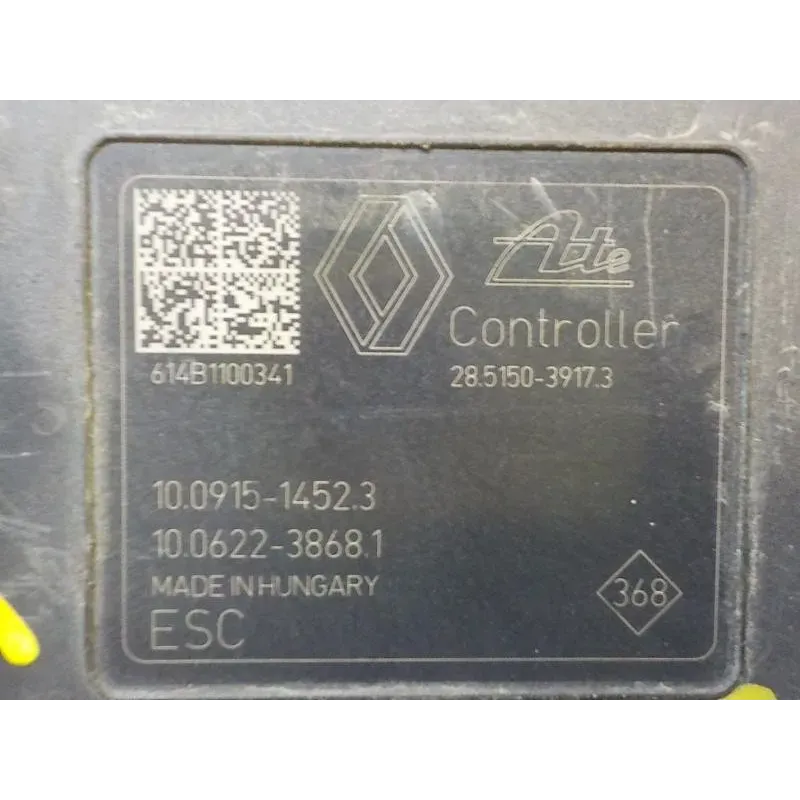 Ate
Controller
614B1100341
28.5150-3917.3
10.0915-1452.3
10.0622-3868.1
MADE IN HUNGARY
368
ESC